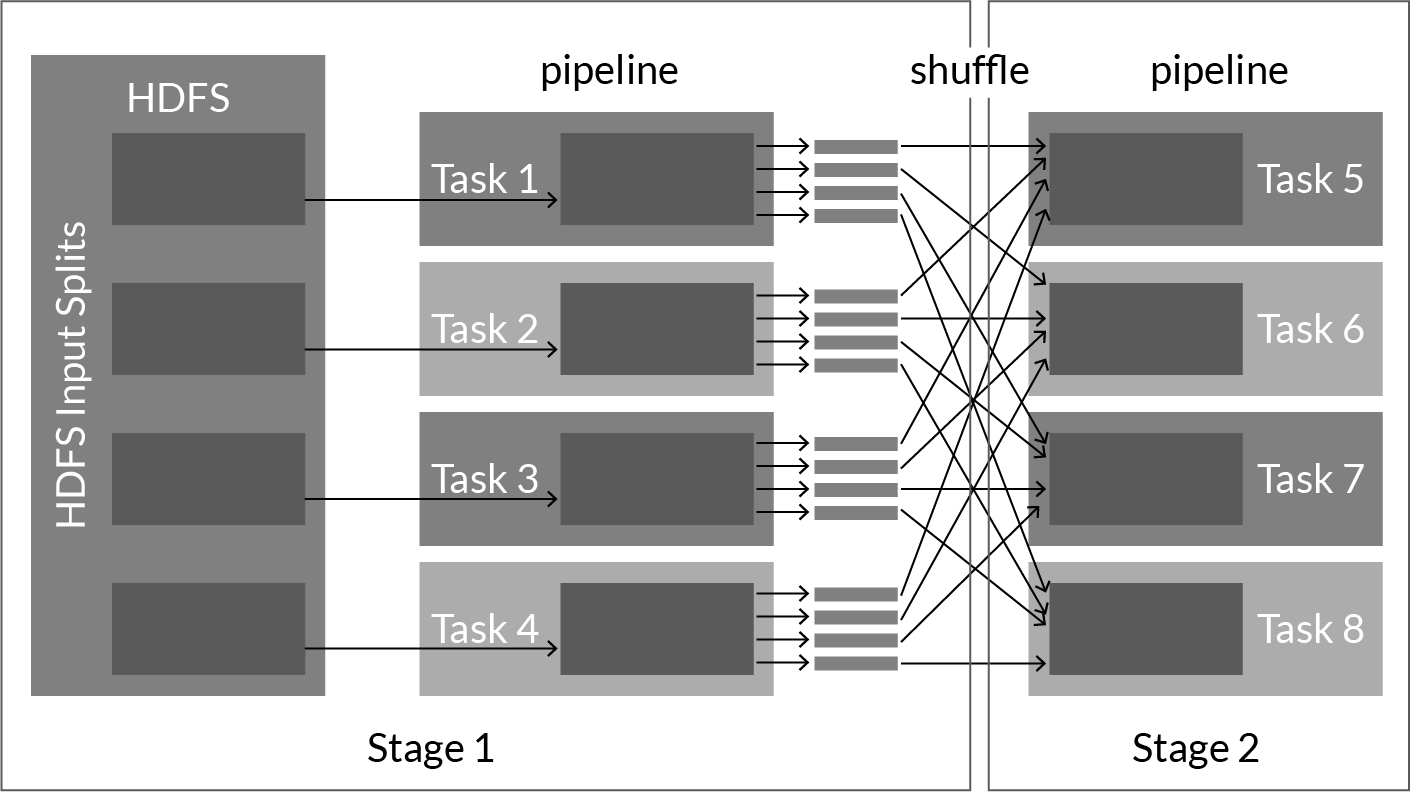 pipeline
shuffle
pipeline
HDFS
HDFS Input Splits
Task 1
Task 5
Task 2
Task 6
Task 3
Task 7
Task 4
Task 8
Stage 1
Stage 2